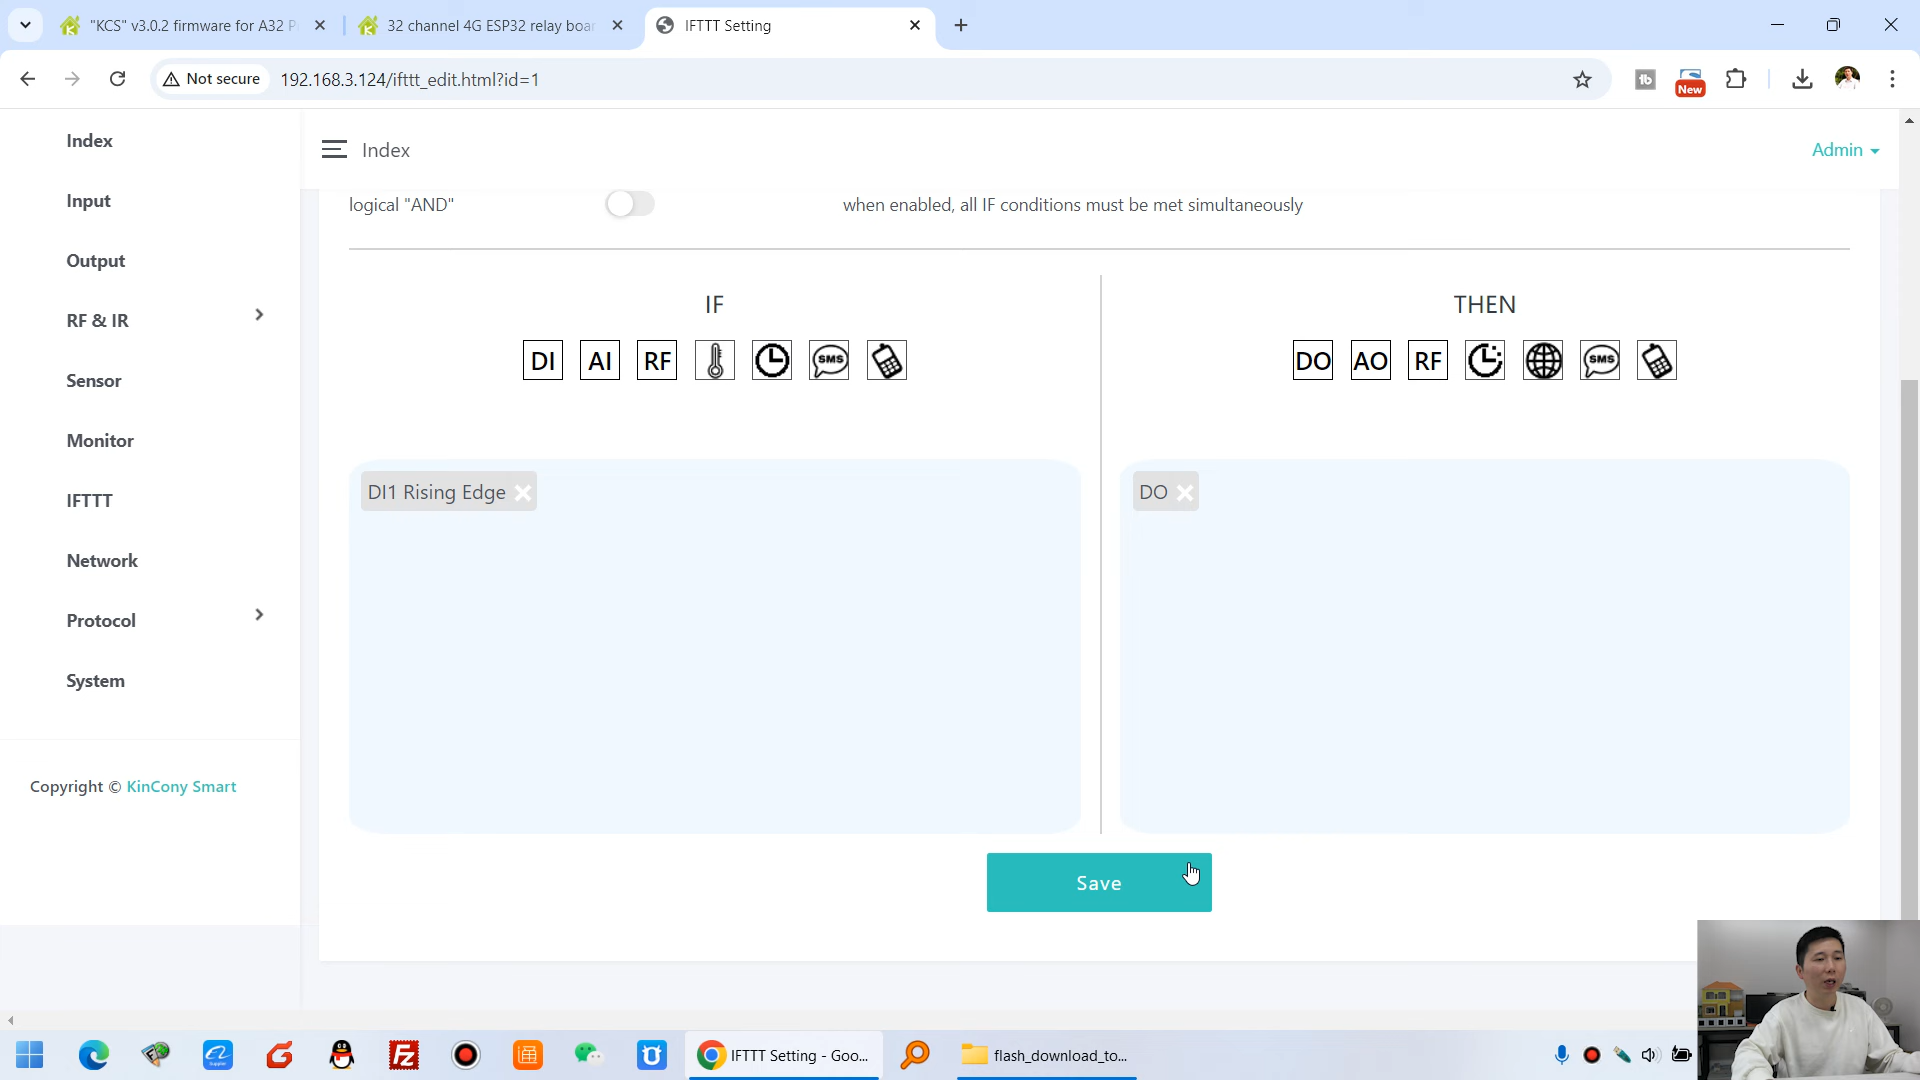 "KCS" v3.0.2 firmware for A32 P
32 channel 4G ESP32 relay boar
IFTTT Setting
Not secure
192.168.3.124/ifttt_edit.html?id=1
New
Index
Input
Output
RF & IR
Sensor
Monitor
IFTTT
Network
Protocol
System
Copyright © KinCony Smart
Index
Admin
logical "AND"
when enabled, all IF conditions must be met simultaneously
IF
THEN
DI AI RF SMS
DO AO RF SMS
DI1 Rising Edge
DO
Save
IFTTT Setting - Goo...
flash_download_to...